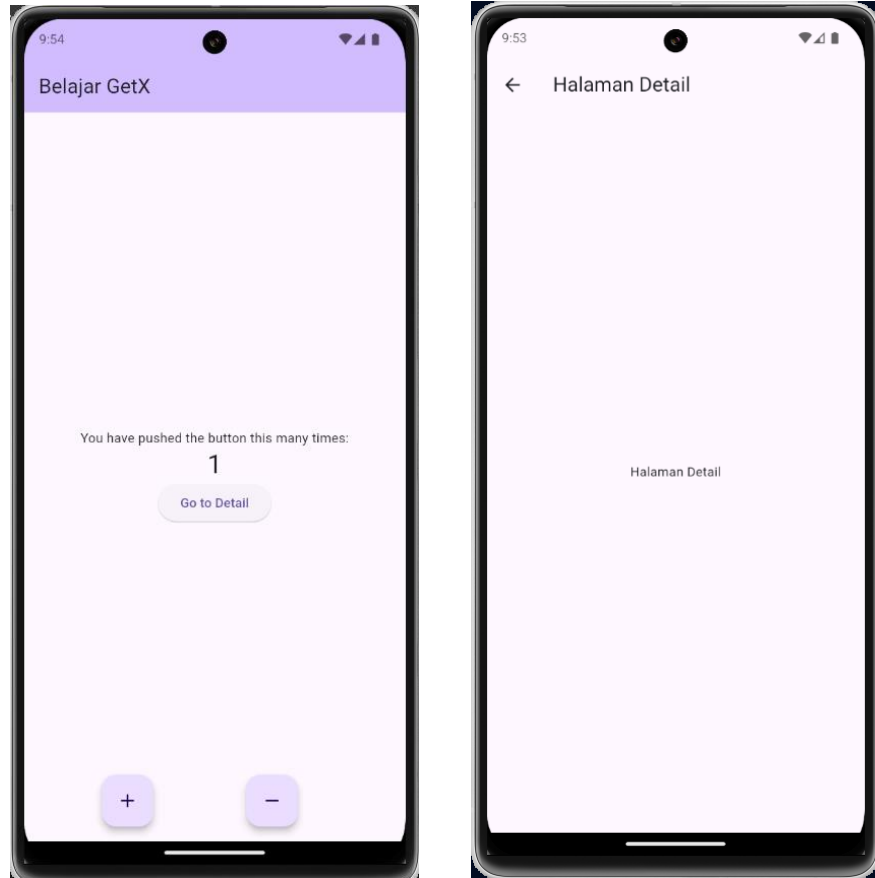 9:54
Belajar GetX
You have pushed the button this many times:
1
Go to Detail
+
−
9:53
Halaman Detail
Halaman Detail